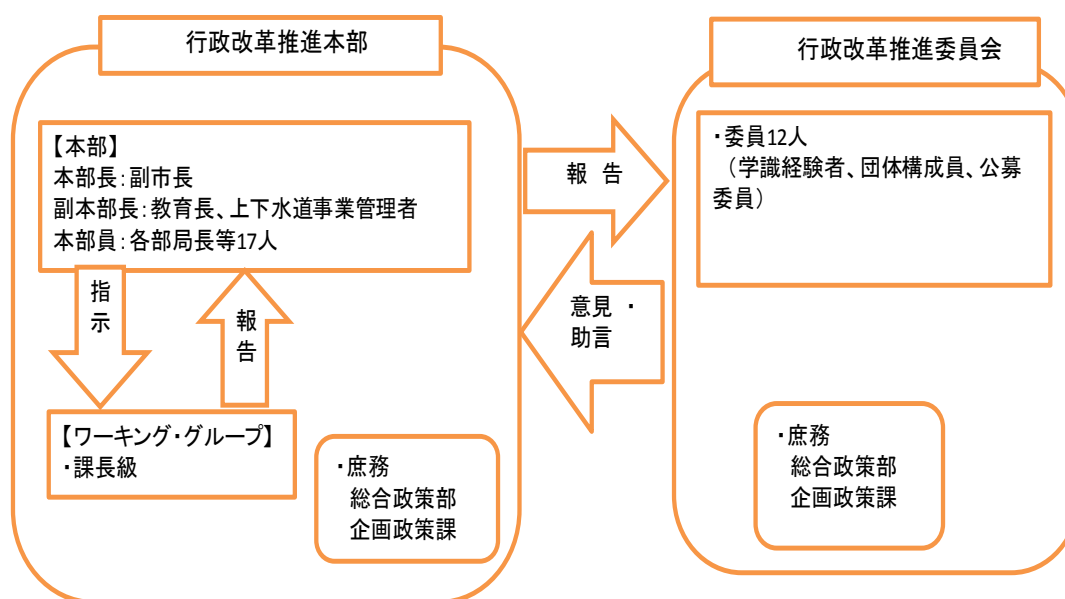 行政改革推進本部
【本部】
本部長：副市長
副本部長：教育長、上下水道事業管理者
本部員：各部局長等17人
指示
報告
【ワーキング・グループ】
・課長級
・庶務
総合政策部
企画政策課
報 告
意見 ・
助言
行政改革推進委員会
・委員12人
（学識経験者、団体構成員、公募
委員）
・庶務
総合政策部
企画政策課